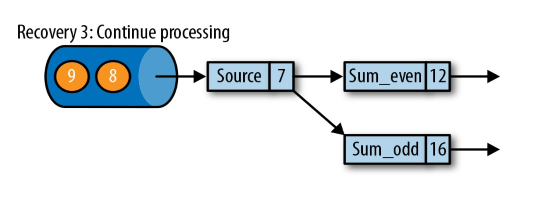 Recovery 3: Continue processing
9 8 Source 7 Sum_even 12
Sum_odd 16